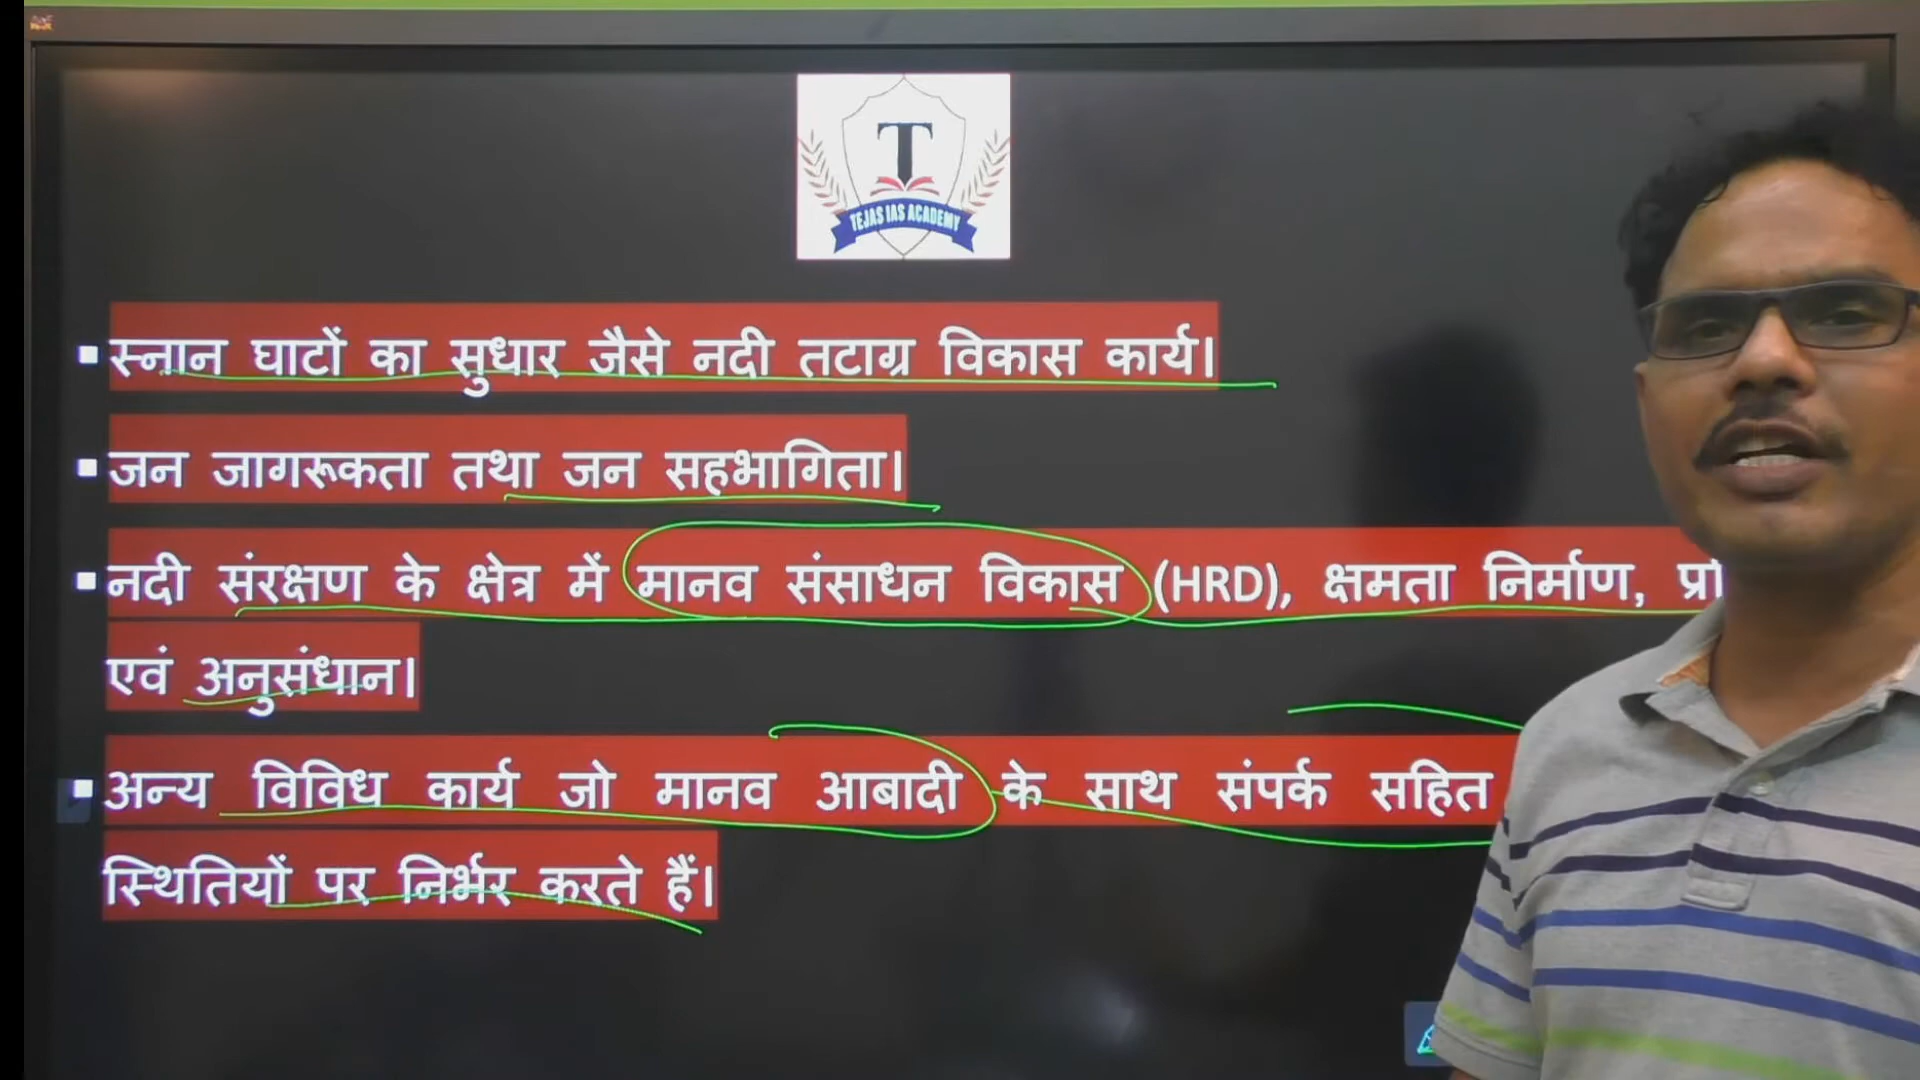 T
TEJAS IAS ACADEMY
स्नान घाटों का सुधार जैसे नदी तटाग्र विकास कार्य।
जन जागरूकता तथा जन सहभागिता।
नदी संरक्षण के क्षेत्र में मानव संसाधन विकास (HRD), क्षमता निर्माण,
एवं अनुसंधान।
अन्य विविध कार्य जो मानव आबादी के साथ संपर्क सहित
स्थितियों पर निर्भर करते हैं।